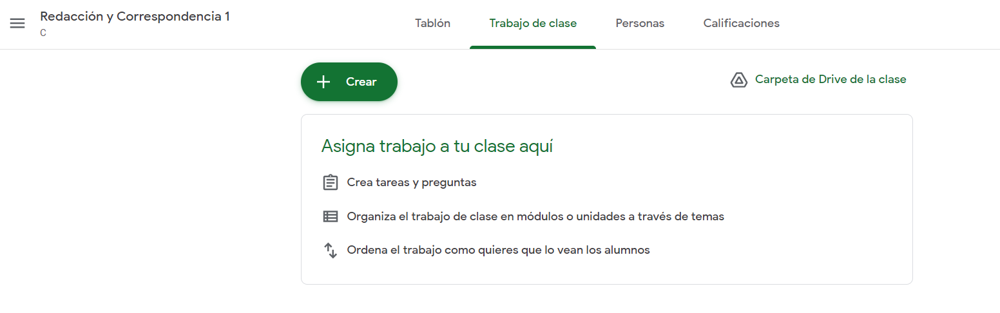 Redacción y Correspondencia 1
C
Tablón
Trabajo de clase
Personas
Calificaciones
Crear
Carpeta de Drive de la clase
Asigna trabajo a tu clase aquí
Crea tareas y preguntas
Organiza el trabajo de clase en módulos o unidades a través de temas
Ordena el trabajo como quieres que lo vean los alumnos